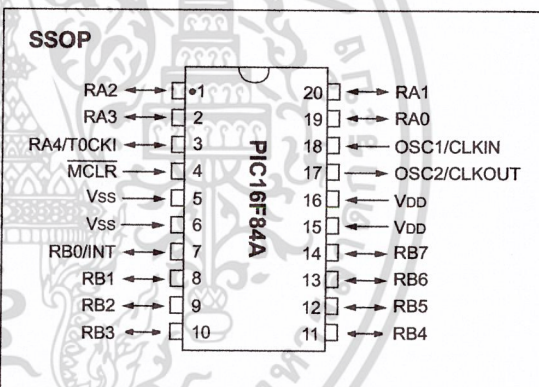 SSOP
RA2 1 20 RA1
RA3 2 19 RA0
RA4/T0CKI 3 18 OSC1/CLKIN
MCLR 4 17 OSC2/CLKOUT
VSS 5 16 VDD
VSS 6 15 VDD
RB0/INT 7 14 RB7
RB1 8 13 RB6
RB2 9 12 RB5
RB3 10 11 RB4
PIC16F84A